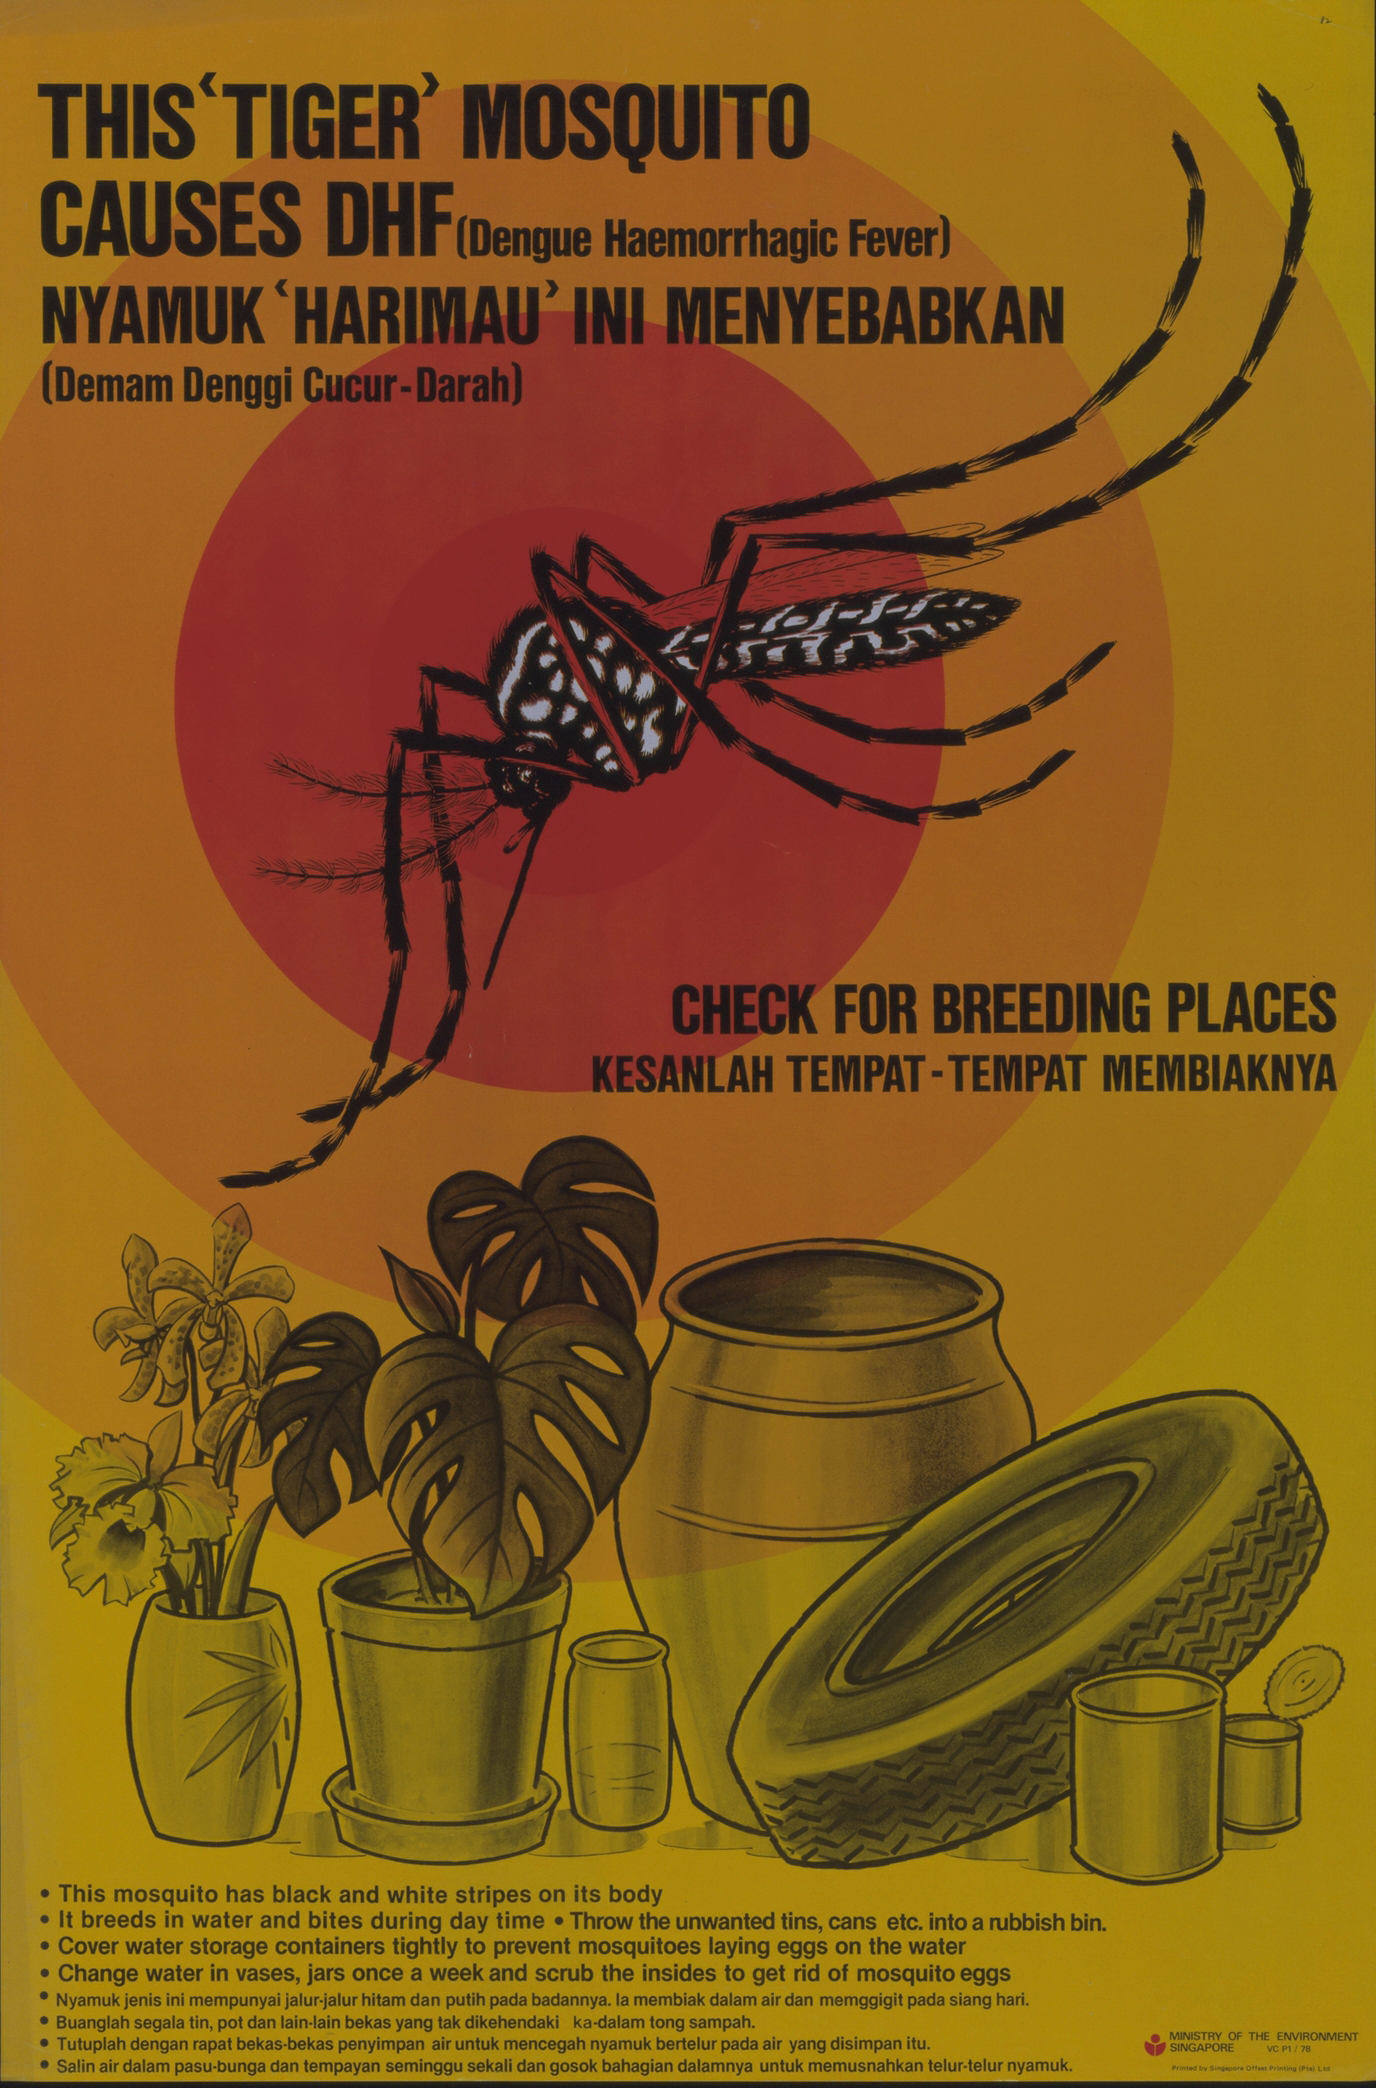 THIS ‘TIGER’ MOSQUITO
CAUSES DHF (Dengue Haemorrhagic Fever)
NYAMUK ‘HARIMAU’ INI MENYEBABKAN
(Demam Denggi Cucur-Darah)
CHECK FOR BREEDING PLACES
KESANLAH TEMPAT-TEMPAT MEMBIAKNYA
• This mosquito has black and white stripes on its body
• It breeds in water and bites during day time • Throw the unwanted tins, cans etc. into a rubbish bin.
• Cover water storage containers tightly to prevent mosquitoes laying eggs on the water
• Change water in vases, jars once a week and scrub the insides to get rid of mosquito eggs
• Nyamuk jenis ini mempunyai jalur-jalur hitam dan putih pada badannya. Ia membiak dalam air dan memggigit pada siang hari.
• Buanglah segala tin, pot dan lain-lain bekas yang tak dikehendaki ka-dalam tong sampah.
• Tutuplah dengan rapat bekas-bekas penyimpan air untuk mencegah nyamuk bertelur pada air yang disimpan itu.
• Salin air dalam pasu-bunga dan tempayan seminggu sekali dan gosok bahagian dalamnya untuk memusnahkan telur-telur nyamuk.
MINISTRY OF THE ENVIRONMENT
SINGAPORE VC P1 / 78
Printed by Singapore Offset Printing (Pte) Ltd